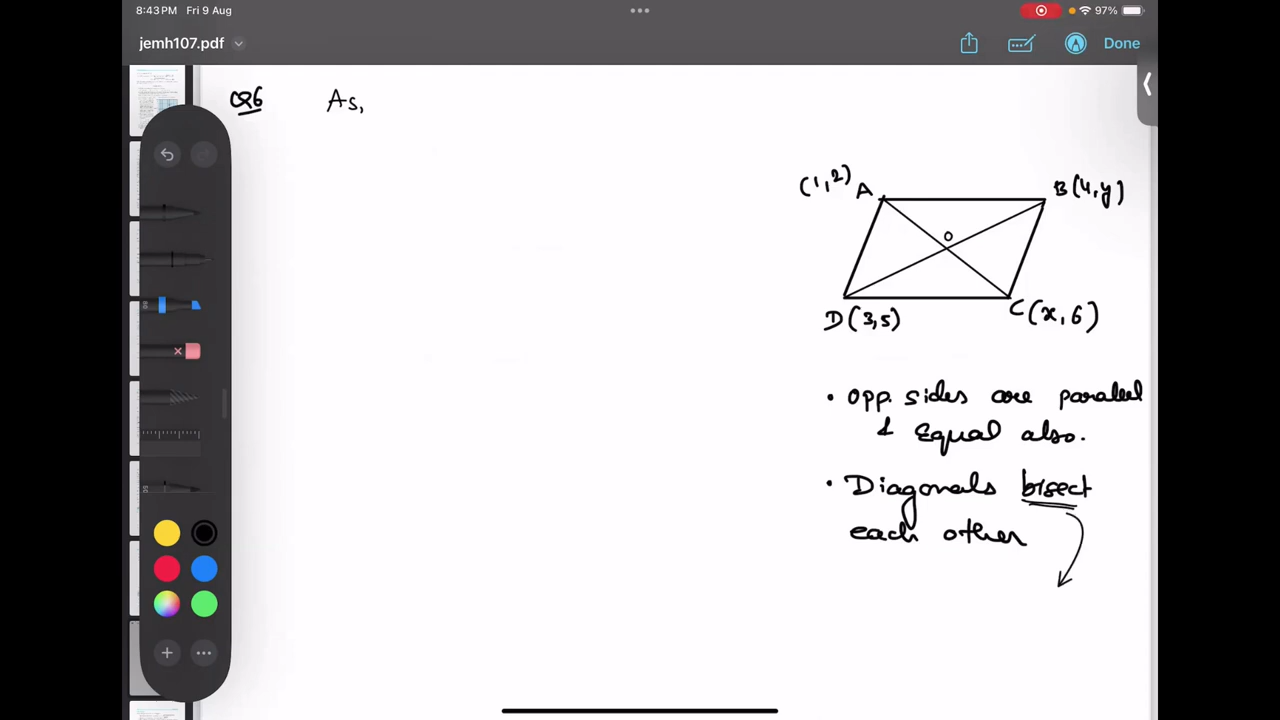 8:43 PM Fri 9 Aug
97%
jemh107.pdf
Done
Q6 As,
(1,2) A
B(4,y)
O
D(3,5)
C(x,6)
• Opp. sides are parallel
& Equal also.
• Diagonals bisect
each other